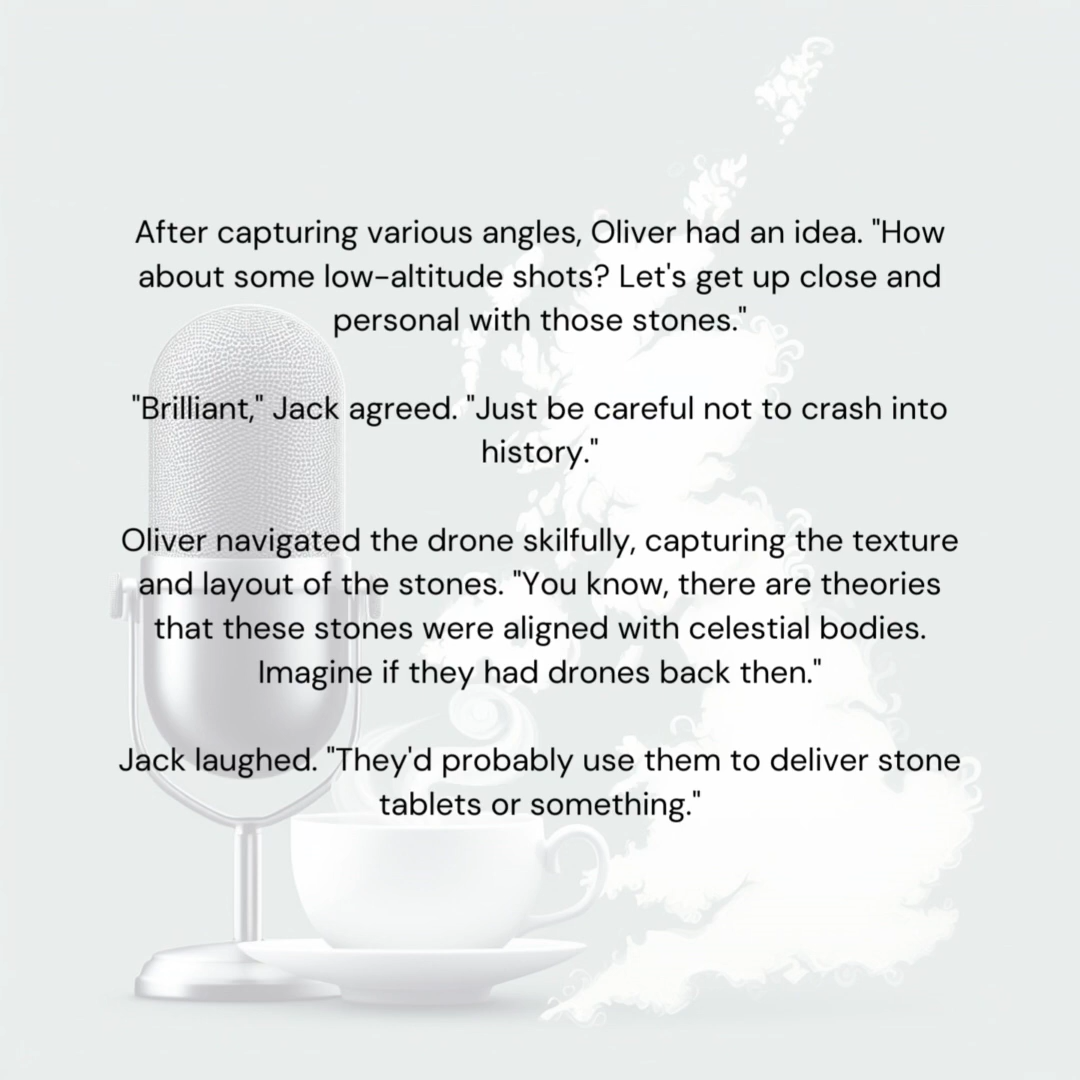 After capturing various angles, Oliver had an idea. "How
about some low-altitude shots? Let's get up close and
personal with those stones."
"Brilliant," Jack agreed. "Just be careful not to crash into
history."
Oliver navigated the drone skilfully, capturing the texture
and layout of the stones. "You know, there are theories
that these stones were aligned with celestial bodies.
Imagine if they had drones back then."
Jack laughed. "They'd probably use them to deliver stone
tablets or something."